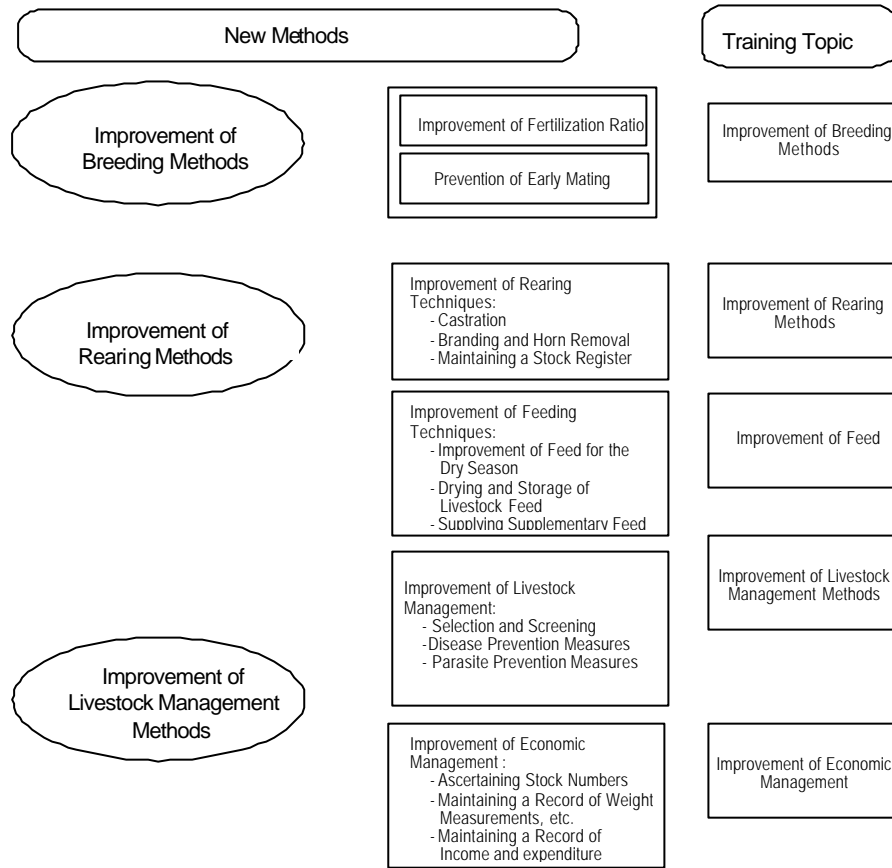 New Methods
Training Topic
Improvement of
Breeding Methods
Improvement of Fertilization Ratio
Prevention of Early Mating
Improvement of Breeding
Methods
Improvement of
Rearing Methods
Improvement of Rearing
Techniques:
- Castration
- Branding and Horn Removal
- Maintaining a Stock Register
Improvement of Rearing
Methods
Improvement of Feeding
Techniques:
- Improvement of Feed for the
Dry Season
- Drying and Storage of
Livestock Feed
- Supplying Supplementary Feed
Improvement of Feed
Improvement of
Livestock Management
Methods
Improvement of Livestock
Management:
- Selection and Screening
- Disease Prevention Measures
- Parasite Prevention Measures
Improvement of Livestock
Management Methods
Improvement of Economic
Management :
- Ascertaining Stock Numbers
- Maintaining a Record of Weight
Measurements, etc.
- Maintaining a Record of
Income and expenditure
Improvement of Economic
Management